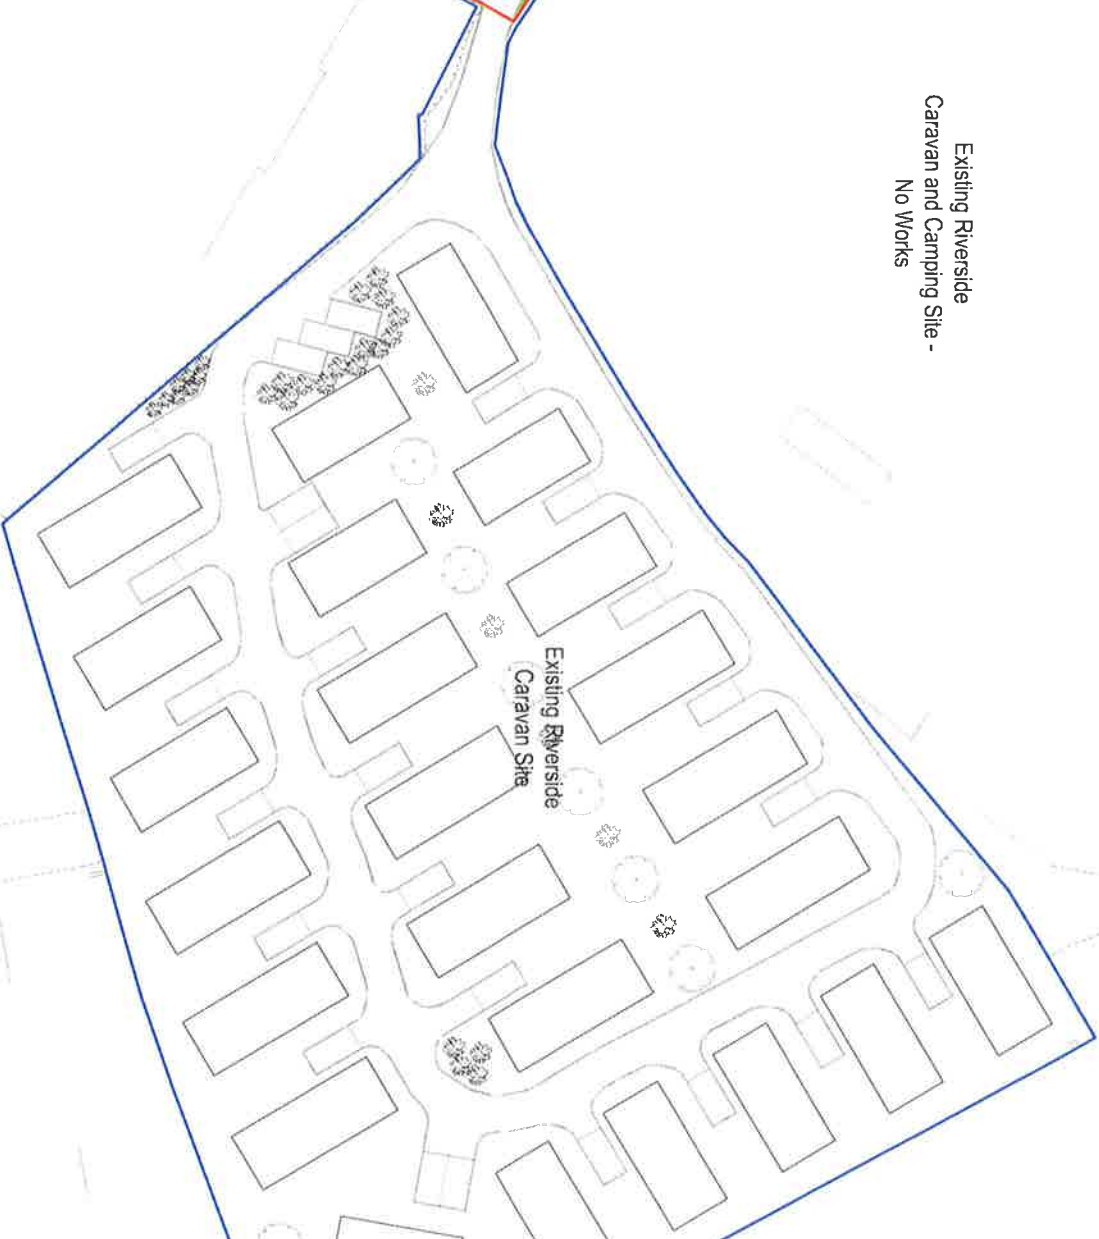 Existing Riverside
Caravan and Camping Site -
No Works
Existing Riverside
Caravan Site